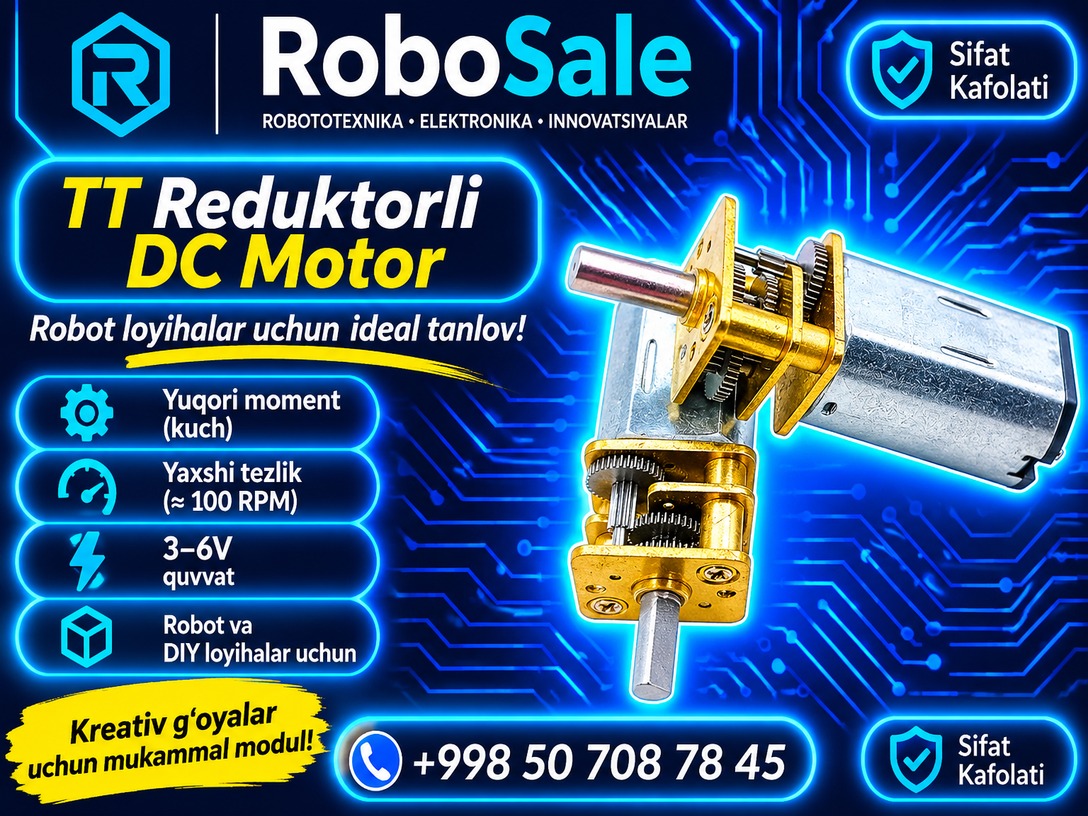 RoboSale
ROBOTOTEXNIKA • ELEKTRONIKA • INNOVATSIYALAR
Sifat
Kafolati
TT Reduktorli
DC Motor
Robot loyihalar uchun ideal tanlov!
Yuqori moment
(kuch)
Yaxshi tezlik
(≈ 100 RPM)
3–6V
quvvat
Robot va
DIY loyihalar uchun
Kreativ g‘oyalar
uchun mukammal modul!
+998 50 708 78 45
Sifat
Kafolati